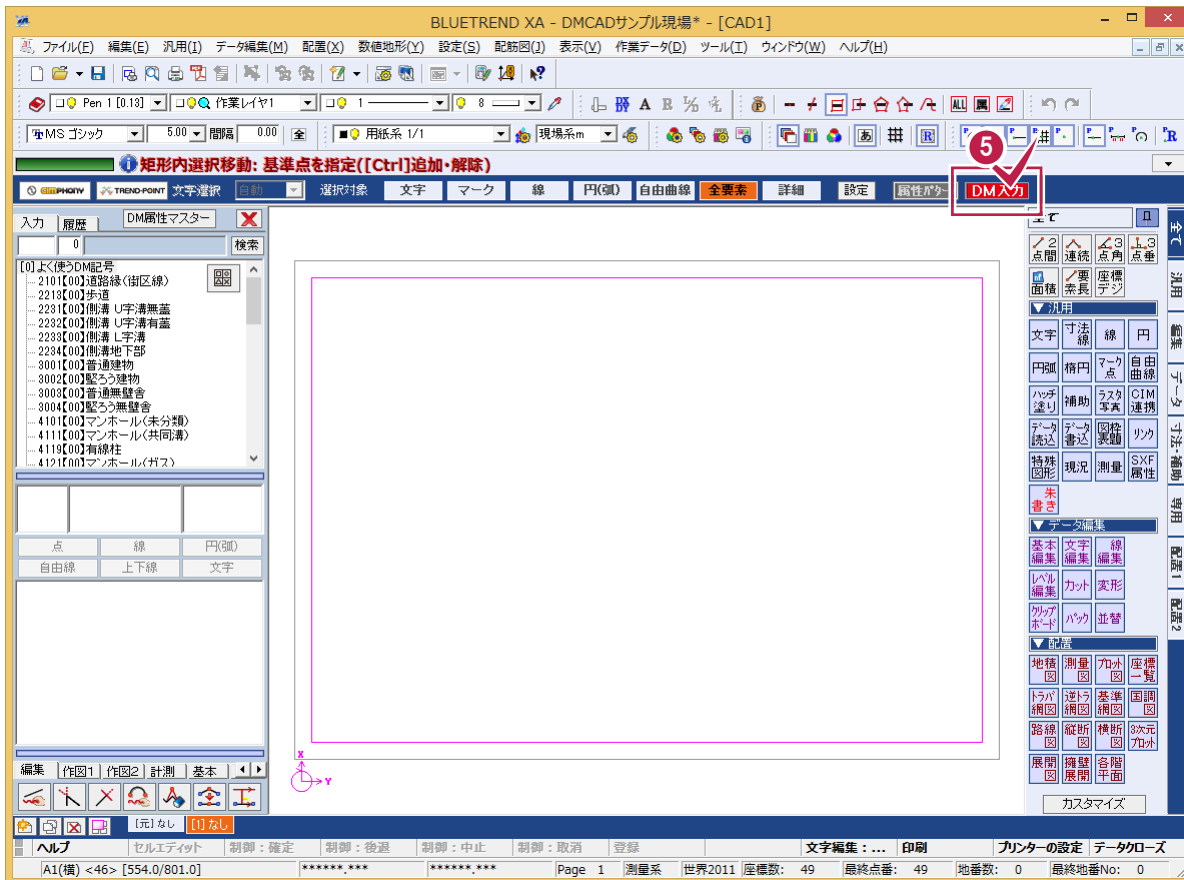 BLUETREND XA - DMCADサンプル現場* - [CAD1]
ファイル(F) 編集(E) 汎用(I) データ編集(M) 配置(X) 数値地形(Y) 設定(S) 配筋図(J) 表示(V) 作業データ(D) ツール(T) ウィンドウ(W) ヘルプ(H)
Pen 1 [0.13] 作業レイヤ1 1 8 A R ALL
MS ゴシック 5.00 間隔 0.00 全 用紙系 1/1 現場系m あ R
5
矩形内選択移動: 基準点を指定([Ctrl]追加・解除)
TREND-POINT 文字選択 自動 選択対象 文字 マーク 線 円(弧) 自由曲線 全要素 詳細 設定 属性パター DM入力
入力 履歴 DM属性マスター
0 検索
[0]よく使うDM記号
2101【00】道路縁(街区線)
2213【00】歩道
2231【00】側溝 U字溝無蓋
2232【00】側溝 U字溝有蓋
2233【00】側溝 L字溝
2234【00】側溝地下部
3001【00】普通建物
3002【00】堅ろう建物
3003【00】普通無壁舎
3004【00】堅ろう無壁舎
4101【00】マンホール(未分類)
4111【00】マンホール(共同溝)
4119【00】有線柱
4121【00】マンホール(ガス)
点 線 円(弧)
自由線 上下線 文字
編集 作図1 作図2 計測 基本
X
Y
全て
2点間 連続 3点角 3点垂
面積 要素長 座標デジ
▼ 汎用
文字 寸法線 線 円
円弧 楕円 マーク点 自由曲線
ハッチ塗り 補助 ラスタ写真 CIM連携
データ読込 データ書込 図枠表題 リンク
特殊図形 現況 測量 SXF属性
朱書き
▼ データ編集
基本編集 文字編集 線編集
レベル編集 カット 変形
クリップボード パック 並替
▼ 配置
地積図 測量図 プロット図 座標一覧
トラバ網図 逆トラ網図 基準網図 国調図
路線図 縦断図 横断図 3次元プロット
展開図 擁壁展開 各階平面
カスタマイズ
全て
汎用
編集
データ
寸法・補助
専用
配置1
配置2
[元]なし [1]なし
ヘルプ セルエディット 制御:確定 制御:後退 制御:中止 制御:取消 登録 文字編集:... 印刷 プリンターの設定 データクローズ
A1(横) <46> [554.0/801.0] ******.*** ******.*** Page 1 測量系 世界2011 座標数: 49 最終点番: 49 地番数: 0 最終地番No: 0